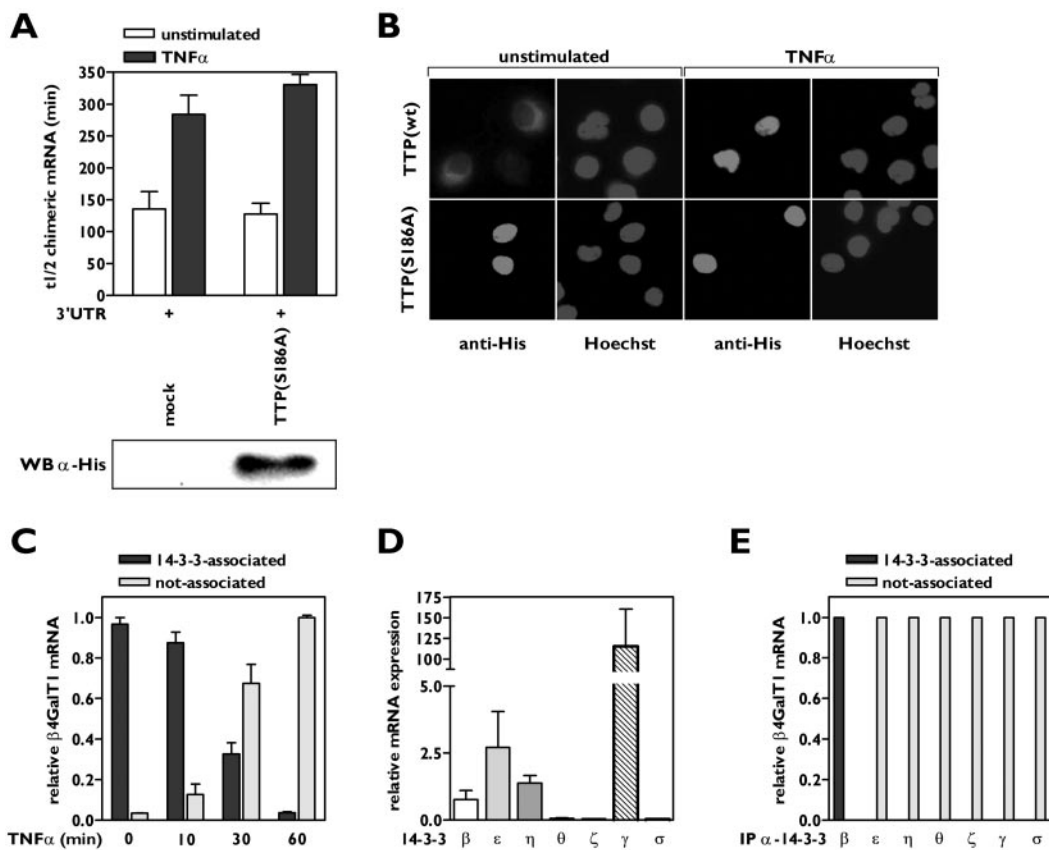 A
unstimulated
TNFα
350
300
250
200
150
100
50
0
t1/2 chimeric mRNA (min)
3'UTR + +
mock
TTP(S186A)
WB α-His
B
unstimulated TNFα
TTP(wt)
TTP(S186A)
anti-His Hoechst anti-His Hoechst
C
14-3-3-associated
not-associated
1.0
0.8
0.6
0.4
0.2
0.0
relative β4GalT1 mRNA
TNFα (min) 0 10 30 60
D
175
150
125
100
5.0
2.5
0.0
relative mRNA expression
14-3-3 β ε η θ ζ γ σ
E
14-3-3-associated
not-associated
1.0
0.8
0.6
0.4
0.2
0.0
relative β4GalT1 mRNA
IP α-14-3-3 β ε η θ ζ γ σ